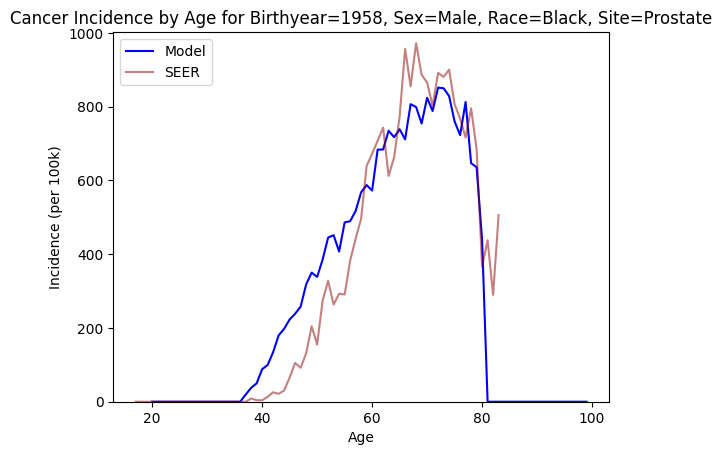 Cancer Incidence by Age for Birthyear=1958, Sex=Male, Race=Black, Site=Prostate
Model
SEER
Incidence (per 100k)
1000
800
600
400
200
0
20
40
60
80
100
Age